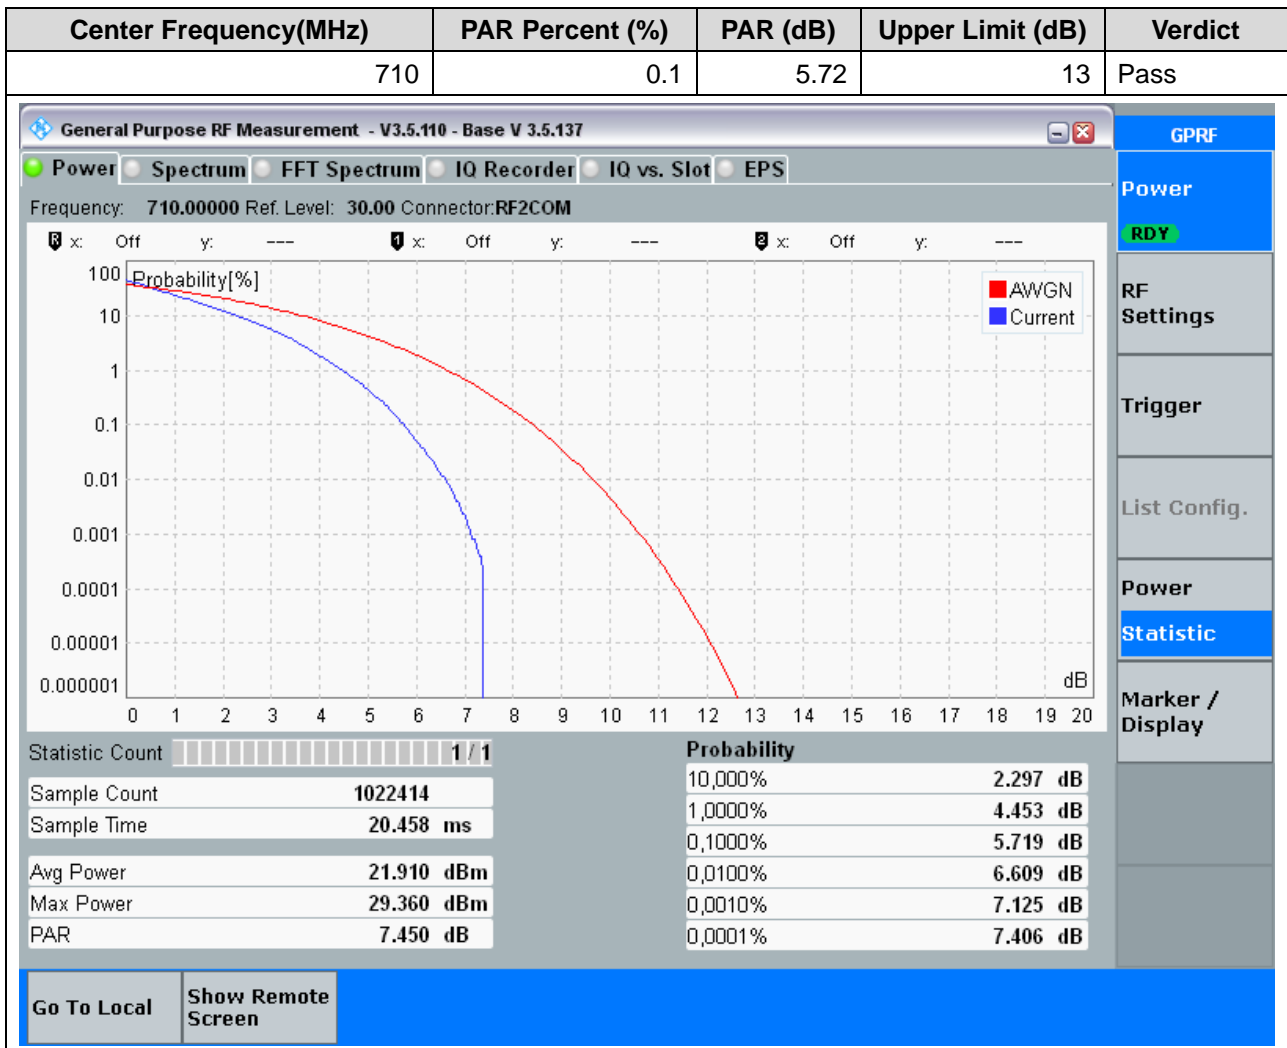 Center Frequency(MHz) PAR Percent (%) PAR (dB) Upper Limit (dB) Verdict
710 0.1 5.72 13 Pass
General Purpose RF Measurement - V3.5.110 - Base V 3.5.137
Power Spectrum FFT Spectrum IQ Recorder IQ vs. Slot EPS
Frequency: 710.00000 Ref. Level: 30.00 Connector:RF2COM
R x: Off y: --- 1 x: Off y: --- 2 x: Off y: ---
Probability[%]
100
10
1
0.1
0.01
0.001
0.0001
0.00001
0.000001
AWGN
Current
dB
0 1 2 3 4 5 6 7 8 9 10 11 12 13 14 15 16 17 18 19 20
Statistic Count 1 / 1
Sample Count 1022414
Sample Time 20.458 ms
Avg Power 21.910 dBm
Max Power 29.360 dBm
PAR 7.450 dB
Probability
10,000% 2.297 dB
1,0000% 4.453 dB
0,1000% 5.719 dB
0,0100% 6.609 dB
0,0010% 7.125 dB
0,0001% 7.406 dB
GPRF
Power
RDY
RF
Settings
Trigger
List Config.
Power
Statistic
Marker /
Display
Go To Local
Show Remote
Screen